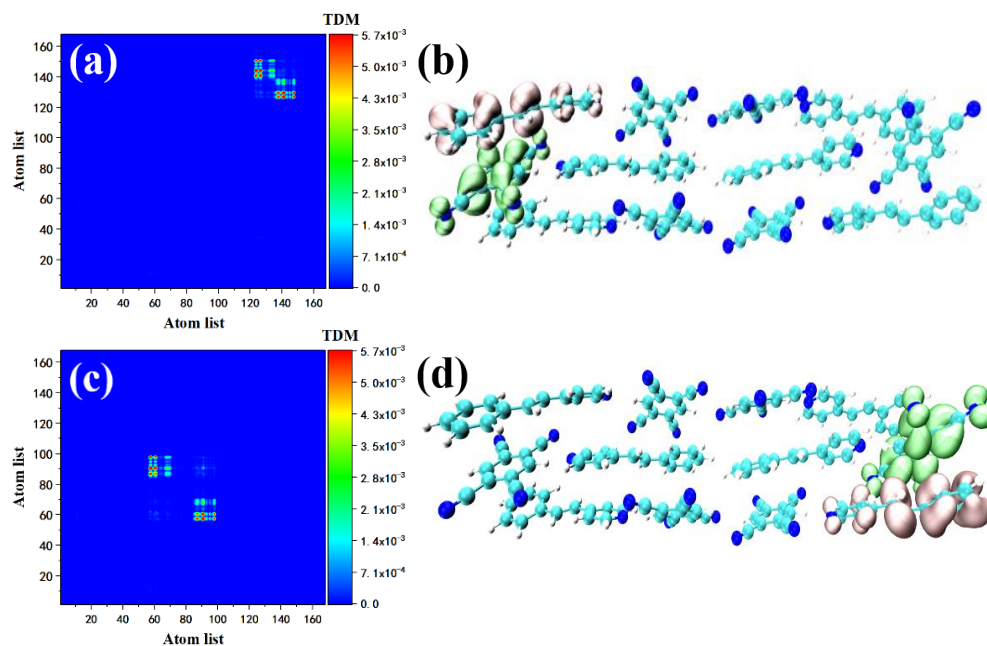 TDM
(a)
(b)
160
140
120
100
80
60
40
20
Atom list
20 40 60 80 100 120 140 160
Atom list
5.7x10⁻³
5.0x10⁻³
4.3x10⁻³
3.5x10⁻³
2.8x10⁻³
2.1x10⁻³
1.4x10⁻³
7.1x10⁻⁴
0.0
TDM
(c)
(d)
160
140
120
100
80
60
40
20
Atom list
20 40 60 80 100 120 140 160
Atom list
5.7x10⁻³
5.0x10⁻³
4.3x10⁻³
3.5x10⁻³
2.8x10⁻³
2.1x10⁻³
1.4x10⁻³
7.1x10⁻⁴
0.0